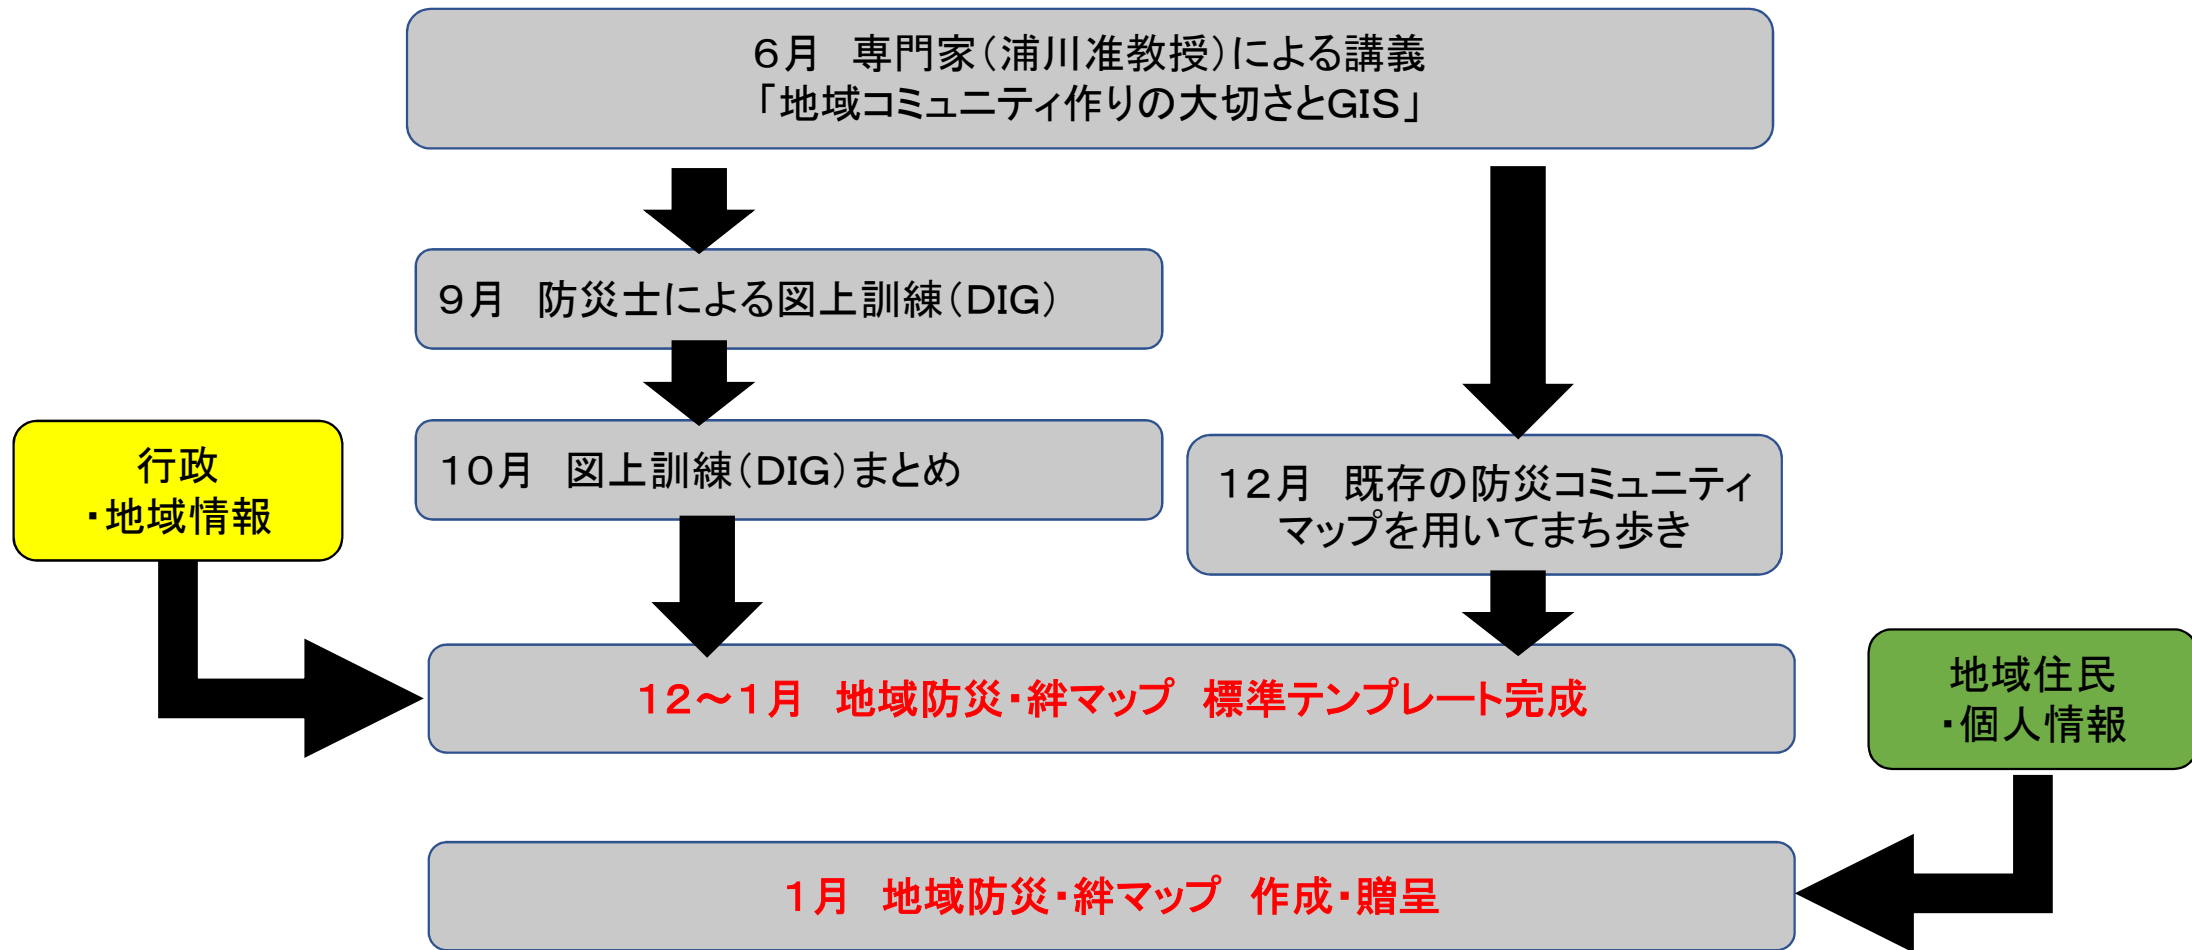 6月　専門家(浦川准教授)による講義
「地域コミュニティ作りの大切さとGIS」
9月　防災士による図上訓練(DIG)
10月　図上訓練(DIG)まとめ
行政
・地域情報
12月　既存の防災コミュニティ
マップを用いてまち歩き
12～1月　地域防災・絆マップ　標準テンプレート完成
地域住民
・個人情報
1月　地域防災・絆マップ　作成・贈呈